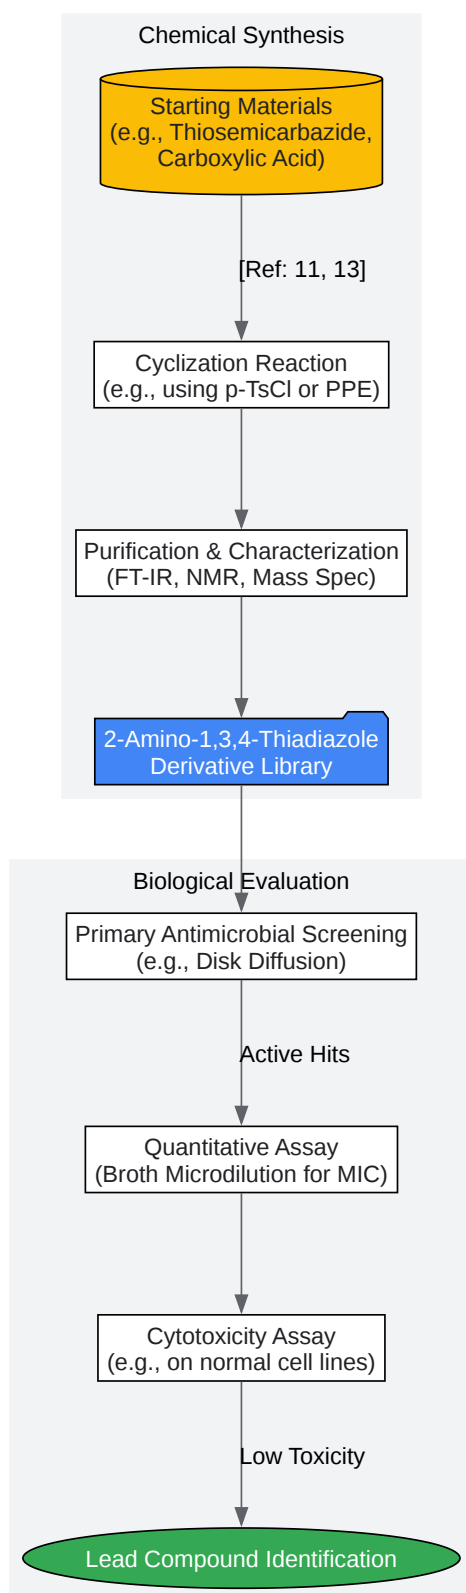 Chemical Synthesis
Starting Materials
(e.g., Thiosemicarbazide,
Carboxylic Acid)
[Ref: 11, 13]
Cyclization Reaction
(e.g., using p-TsCl or PPE)
Purification & Characterization
(FT-IR, NMR, Mass Spec)
2-Amino-1,3,4-Thiadiazole
Derivative Library
Biological Evaluation
Primary Antimicrobial Screening
(e.g., Disk Diffusion)
Active Hits
Quantitative Assay
(Broth Microdilution for MIC)
Cytotoxicity Assay
(e.g., on normal cell lines)
Low Toxicity
Lead Compound Identification